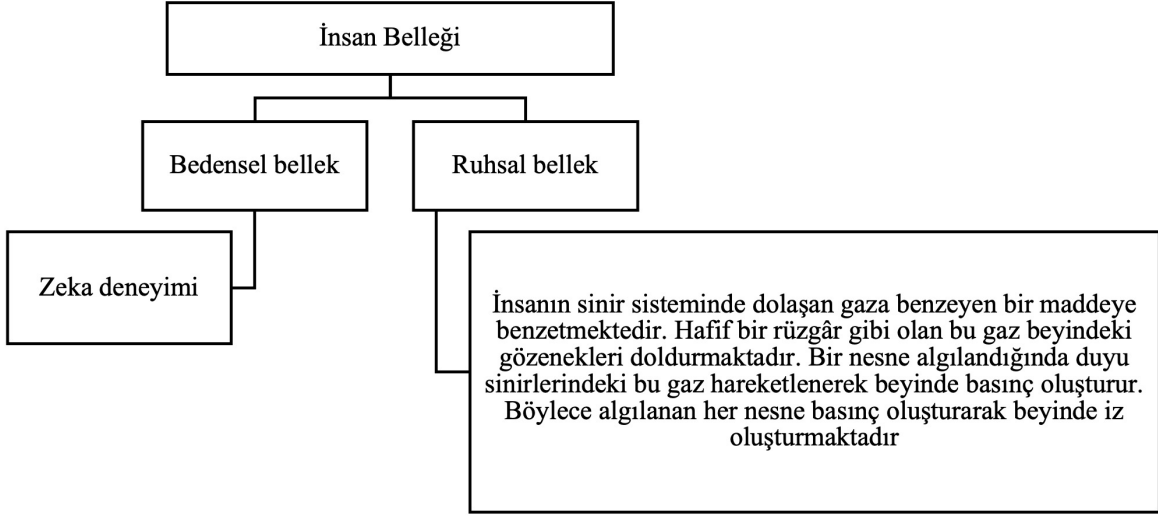 İnsan Belleği
Bedensel bellek
Ruhsal bellek
Zeka deneyimi
İnsanın sinir sisteminde dolaşan gaza benzeyen bir maddeye
benzetmektedir. Hafif bir rüzgâr gibi olan bu gaz beyindeki
gözenekleri doldurmaktadır. Bir nesne algılandığında duyu
sinirlerindeki bu gaz hareketlenerek beyinde basınç oluşturur.
Böylece algılanan her nesne basınç oluşturarak beyinde iz
oluşturmaktadır